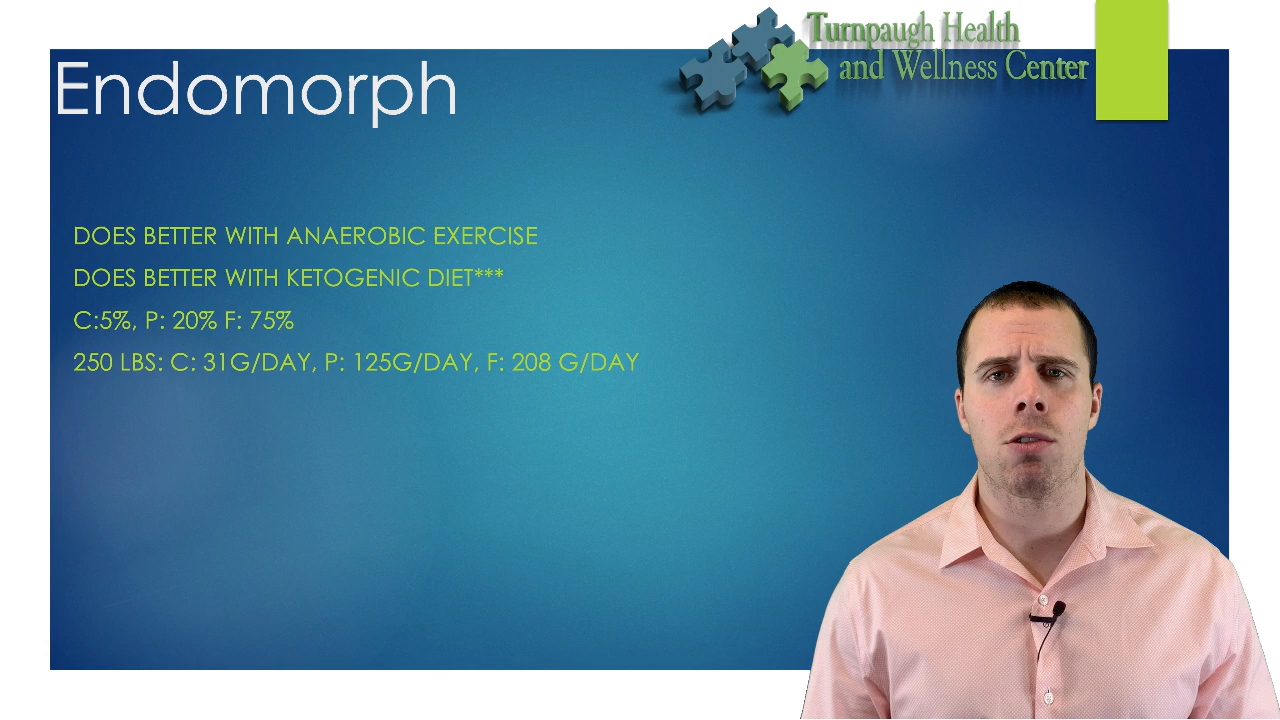 Turnpaugh Health
and Wellness Center
Endomorph
DOES BETTER WITH ANAEROBIC EXERCISE
DOES BETTER WITH KETOGENIC DIET***
C:5%, P: 20% F: 75%
250 LBS: C: 31G/DAY, P: 125G/DAY, F: 208 G/DAY